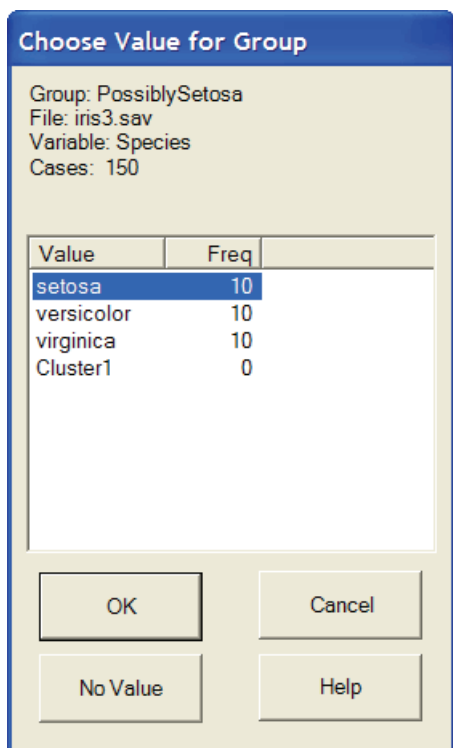 Choose Value for Group
Group: PossiblySetosa
File: iris3.sav
Variable: Species
Cases: 150
Value Freq
setosa 10
versicolor 10
virginica 10
Cluster1 0
OK Cancel
No Value Help